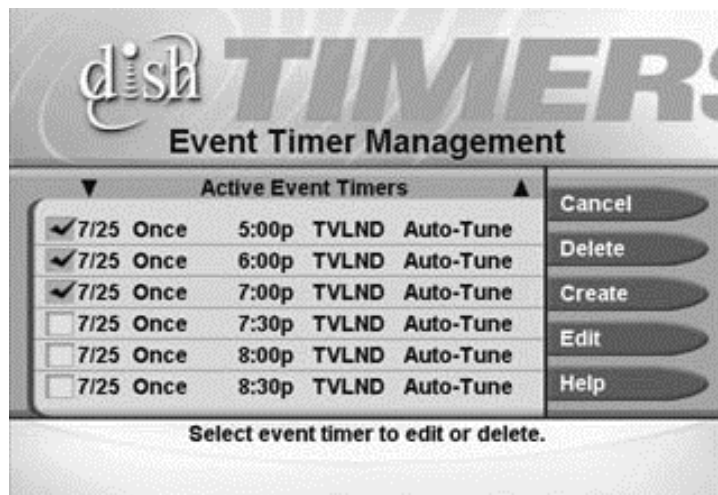 dish
TIMERS
Event Timer Management
Active Event Timers
7/25 Once 5:00p TVLND Auto-Tune
7/25 Once 6:00p TVLND Auto-Tune
7/25 Once 7:00p TVLND Auto-Tune
7/25 Once 7:30p TVLND Auto-Tune
7/25 Once 8:00p TVLND Auto-Tune
7/25 Once 8:30p TVLND Auto-Tune
Cancel
Delete
Create
Edit
Help
Select event timer to edit or delete.